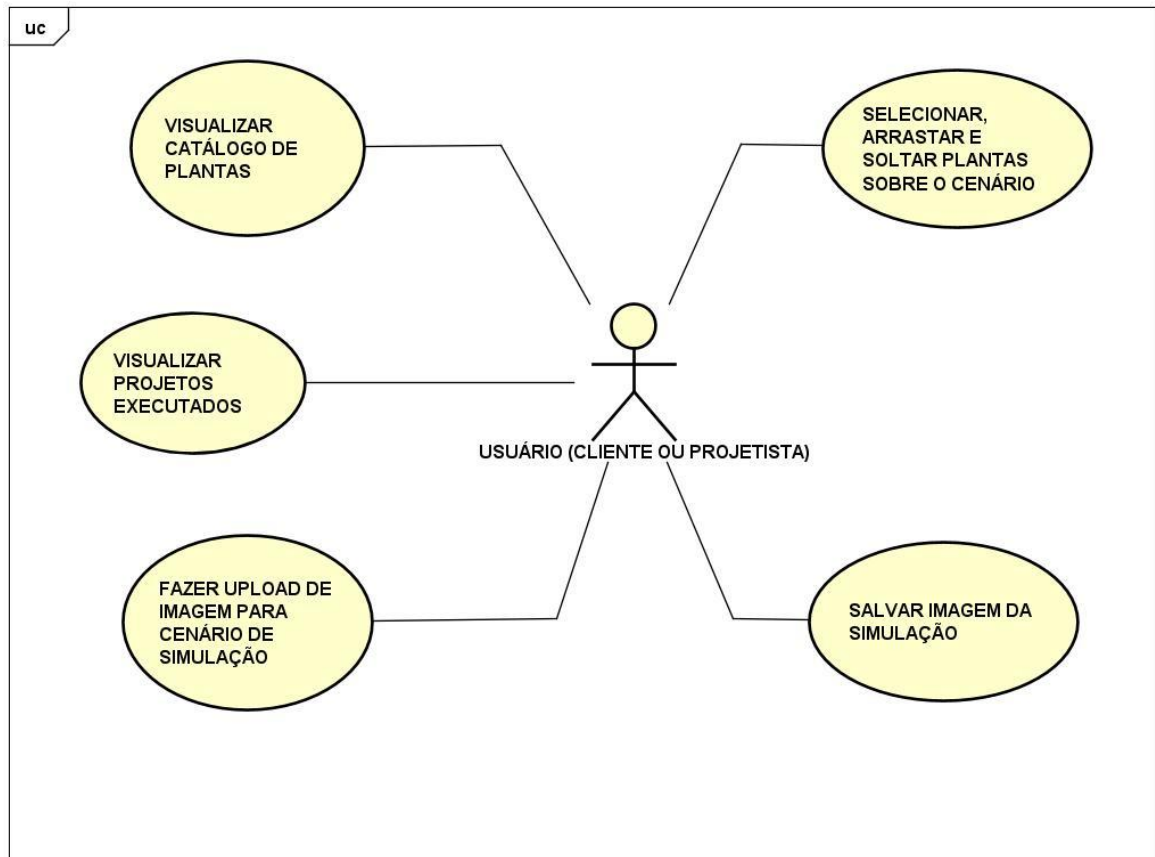 uc
VISUALIZAR
CATÁLOGO DE
PLANTAS
SELECIONAR,
ARRASTAR E
SOLTAR PLANTAS
SOBRE O CENÁRIO
VISUALIZAR
PROJETOS
EXECUTADOS
USUÁRIO (CLIENTE OU PROJETISTA)
FAZER UPLOAD DE
IMAGEM PARA
CENÁRIO DE
SIMULAÇÃO
SALVAR IMAGEM DA
SIMULAÇÃO